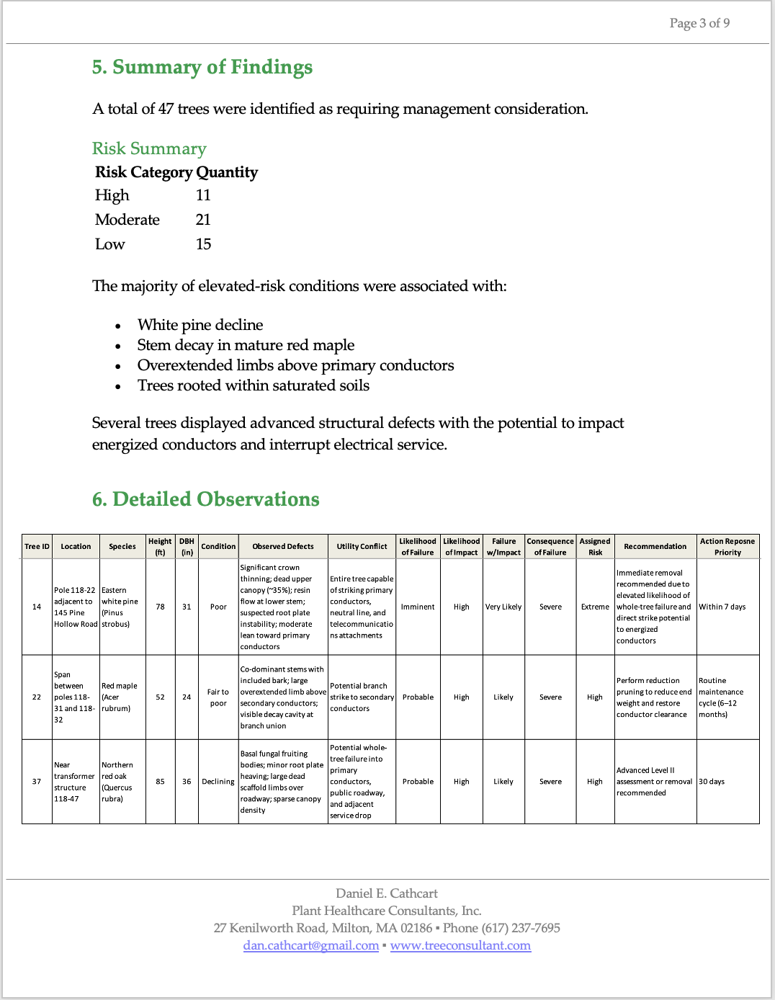 Page 3 of 9
5. Summary of Findings
A total of 47 trees were identified as requiring management consideration.
Risk Summary
Risk Category Quantity
High 11
Moderate 21
Low 15
The majority of elevated-risk conditions were associated with:
• White pine decline
• Stem decay in mature red maple
• Overextended limbs above primary conductors
• Trees rooted within saturated soils
Several trees displayed advanced structural defects with the potential to impact
energized conductors and interrupt electrical service.
6. Detailed Observations
Tree ID
Location
Species
Height
(ft)
DBH
(in)
Condition
Observed Defects
Utility Conflict
Likelihood
of Failure
Likelihood
of Impact
Failure
w/Impact
Consequence
of Failure
Assigned
Risk
Recommendation
Action Reposne
Priority
14
Pole 118-22
adjacent to
145 Pine
Hollow Road
Eastern
white pine
(Pinus
strobus)
78
31
Poor
Significant crown
thinning; dead upper
canopy (~35%); resin
flow at lower stem;
suspected root plate
instability; moderate
lean toward primary
conductors
Entire tree capable
of striking primary
conductors,
neutral line, and
telecommunicatio
ns attachments
Imminent
High
Very Likely
Severe
Extreme
Immediate removal
recommended due to
elevated likelihood of
whole-tree failure and
direct strike potential
to energized
conductors
Within 7 days
22
Span
between
poles 118-
31 and 118-
32
Red maple
(Acer
rubrum)
52
24
Fair to
poor
Co-dominant stems with
included bark; large
overextended limb above
secondary conductors;
visible decay cavity at
branch union
Potential branch
strike to secondary
conductors
Probable
High
Likely
Severe
High
Perform reduction
pruning to reduce end
weight and restore
conductor clearance
Routine
maintenance
cycle (6–12
months)
37
Near
transformer
structure
118-47
Northern
red oak
(Quercus
rubra)
85
36
Declining
Basal fungal fruiting
bodies; minor root plate
heaving; large dead
scaffold limbs over
roadway; sparse canopy
density
Potential whole-
tree failure into
primary
conductors,
public roadway,
and adjacent
service drop
Probable
High
Likely
Severe
High
Advanced Level II
assessment or removal
recommended
30 days
Daniel E. Cathcart
Plant Healthcare Consultants, Inc.
27 Kenilworth Road, Milton, MA 02186 ▪ Phone (617) 237-7695
dan.cathcart@gmail.com ▪ www.treeconsultant.com